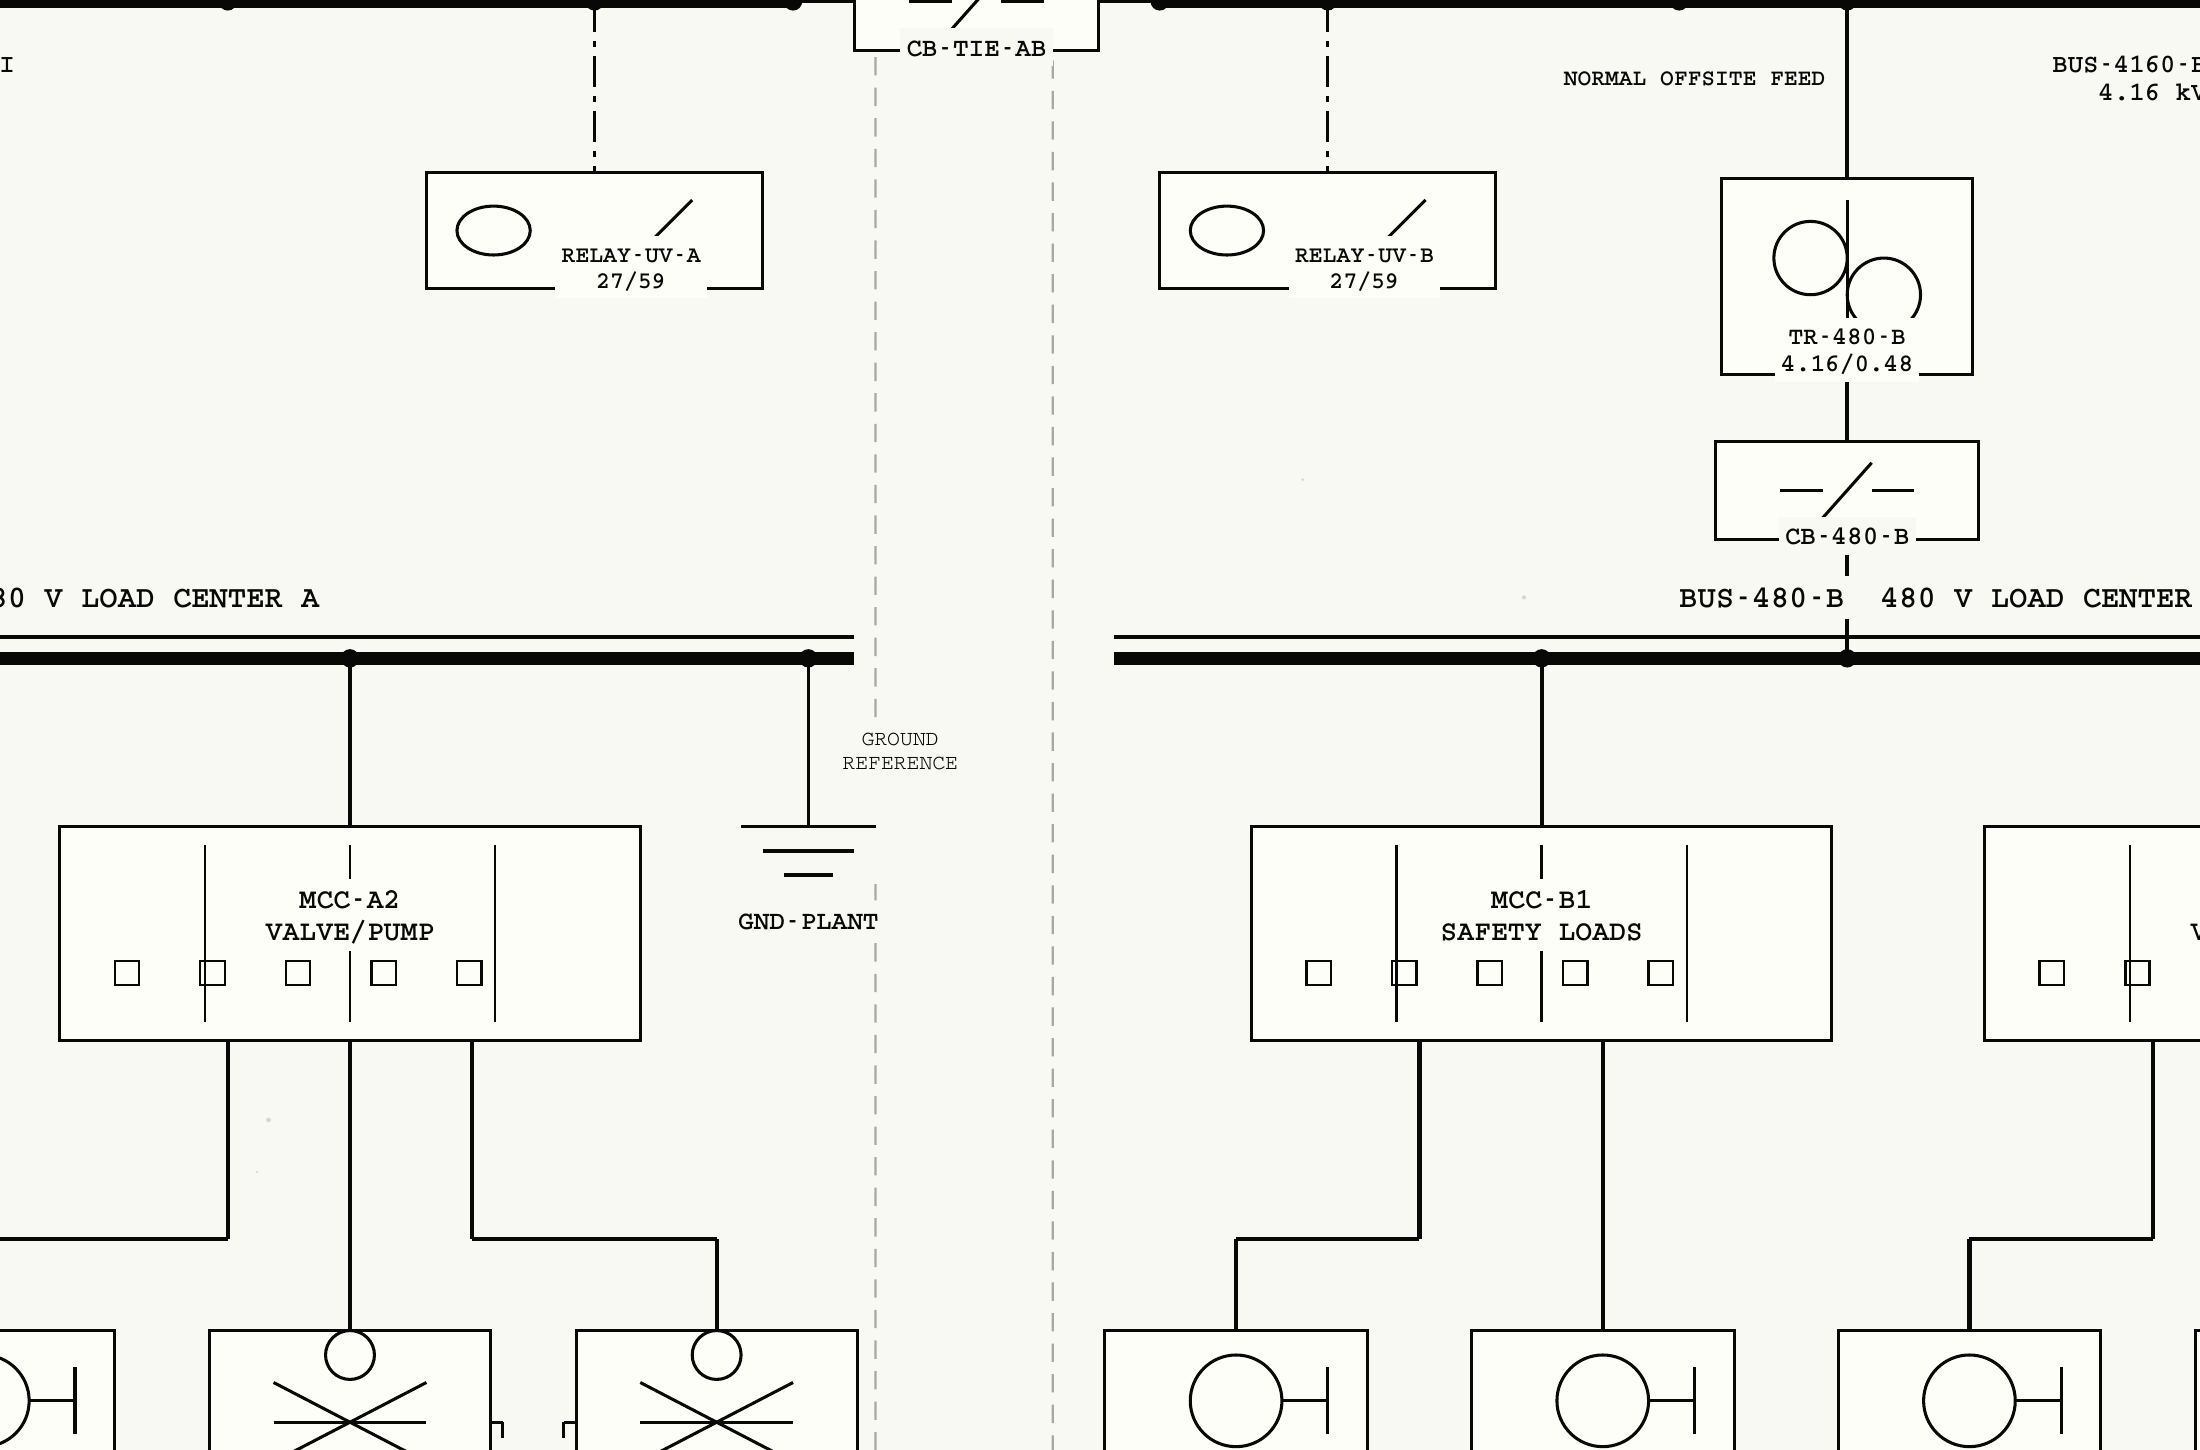 CB-TIE-AB
I
NORMAL OFFSITE FEED
BUS-4160-B
4.16 kV
RELAY-UV-A
27/59
RELAY-UV-B
27/59
TR-480-B
4.16/0.48
CB-480-B
80 V LOAD CENTER A
BUS-480-B 480 V LOAD CENTER
GROUND
REFERENCE
MCC-A2
VALVE/PUMP
GND-PLANT
MCC-B1
SAFETY LOADS
V